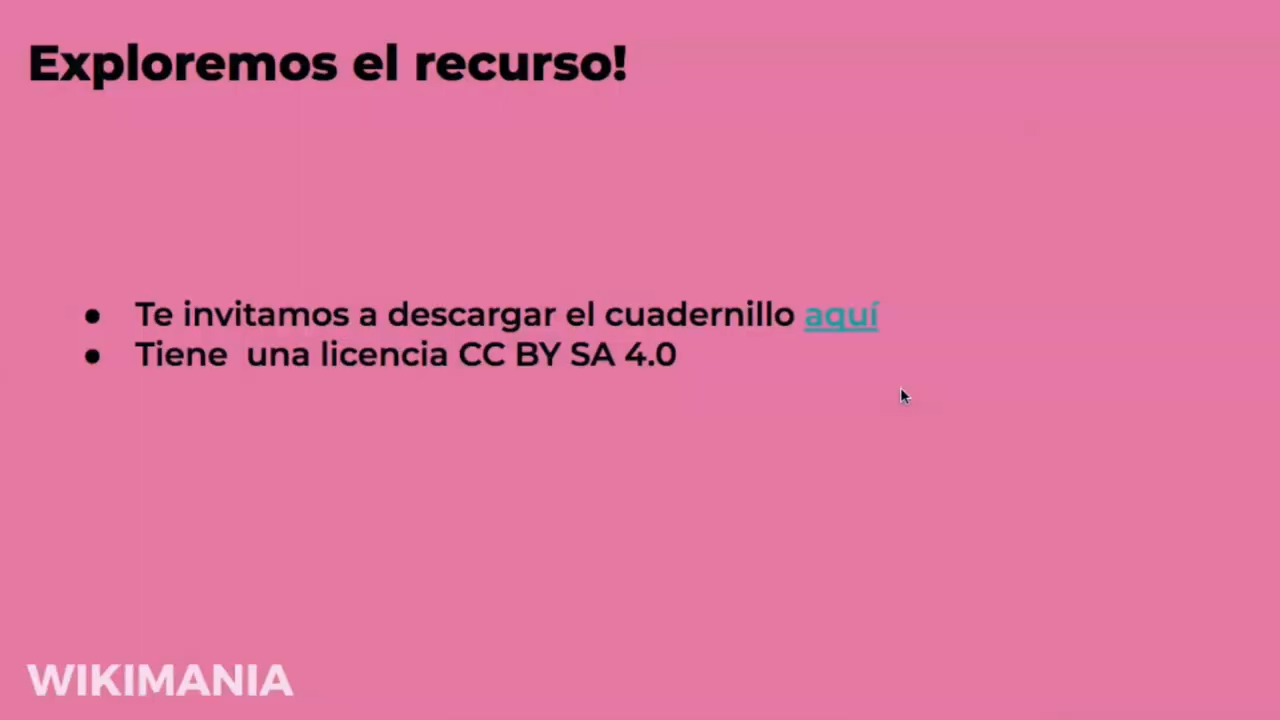 Exploremos el recurso!
● Te invitamos a descargar el cuadernillo aquí
● Tiene  una licencia CC BY SA 4.0
WIKIMANIA